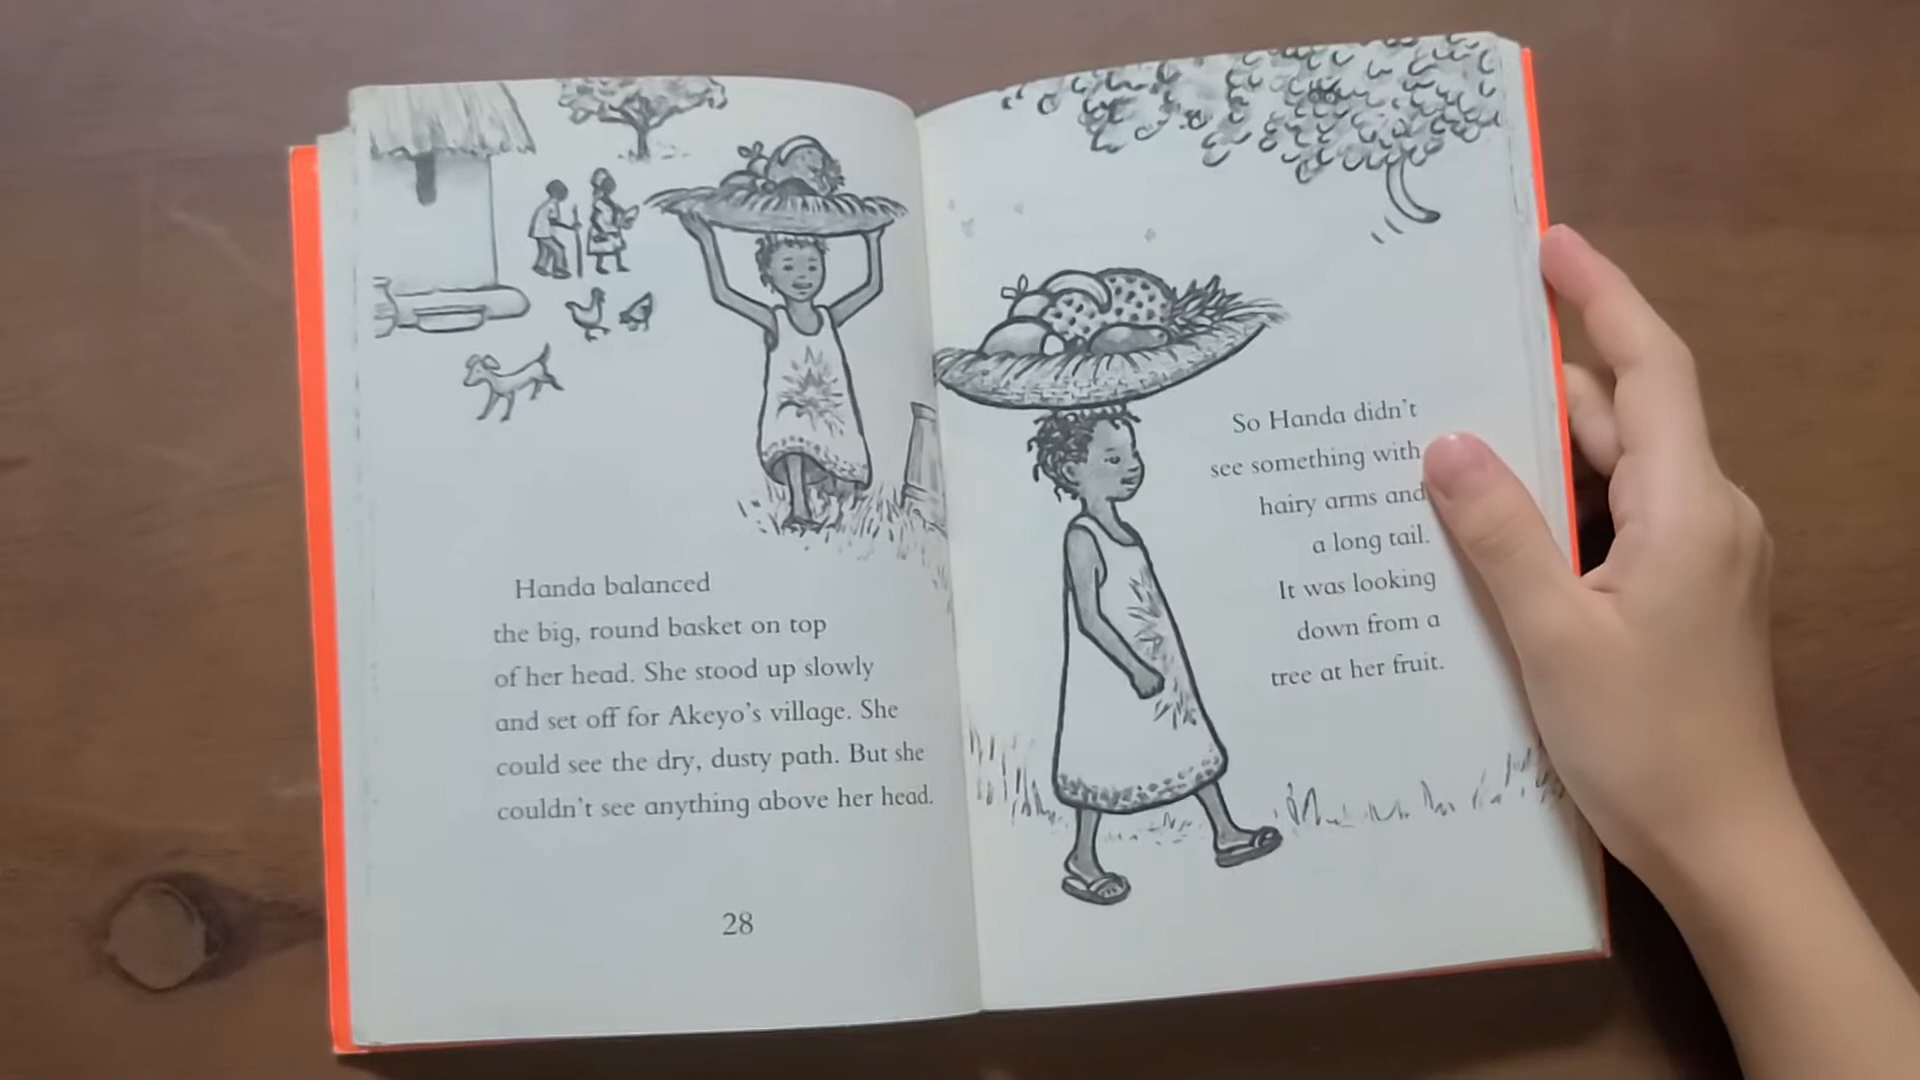 Handa balanced
the big, round basket on top
of her head. She stood up slowly
and set off for Akeyo's village. She
could see the dry, dusty path. But she
couldn't see anything above her head.
28
So Handa didn't
see something with
hairy arms and
a long tail.
It was looking
down from a
tree at her fruit.